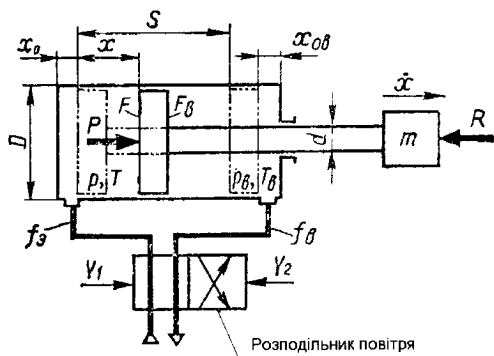 S
x₀ x x₀в
ẋ
D P F Fв d m R
p, T pв, Tв
fэ fв
Y1 Y2
Розподільник повітря